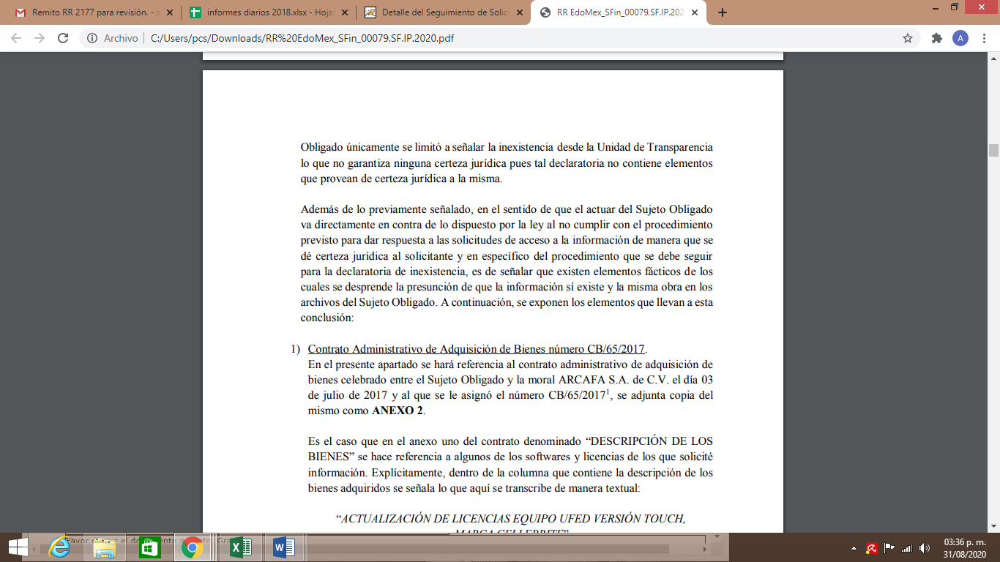 Remito RR 2177 para revisión. - a
informes diarios 2018.xlsx - Hoja
Detalle del Seguimiento de Solici
RR EdoMex_SFin_00079.SF.IP.202
Archivo
C:/Users/pcs/Downloads/RR%20EdoMex_SFin_00079.SF.IP.2020.pdf
A
Obligado únicamente se limitó a señalar la inexistencia desde la Unidad de Transparencia
lo que no garantiza ninguna certeza jurídica pues tal declaratoria no contiene elementos
que provean de certeza jurídica a la misma.
Además de lo previamente señalado, en el sentido de que el actuar del Sujeto Obligado
va directamente en contra de lo dispuesto por la ley al no cumplir con el procedimiento
previsto para dar respuesta a las solicitudes de acceso a la información de manera que se
dé certeza jurídica al solicitante y en específico del procedimiento que se debe seguir
para la declaratoria de inexistencia, es de señalar que existen elementos fácticos de los
cuales se desprende la presunción de que la información sí existe y la misma obra en los
archivos del Sujeto Obligado. A continuación, se exponen los elementos que llevan a esta
conclusión:
1) Contrato Administrativo de Adquisición de Bienes número CB/65/2017.
En el presente apartado se hará referencia al contrato administrativo de adquisición de
bienes celebrado entre el Sujeto Obligado y la moral ARCAFA S.A. de C.V. el día 03
de julio de 2017 y al que se le asignó el número CB/65/2017¹, se adjunta copia del
mismo como ANEXO 2.
Es el caso que en el anexo uno del contrato denominado “DESCRIPCIÓN DE LOS
BIENES” se hace referencia a algunos de los softwares y licencias de los que solicité
información. Explícitamente, dentro de la columna que contiene la descripción de los
bienes adquiridos se señala lo que aquí se transcribe de manera textual:
“ACTUALIZACIÓN DE LICENCIAS EQUIPO UFED VERSIÓN TOUCH,
MARCA CELLEBRITE”
03:36 p. m.
31/08/2020